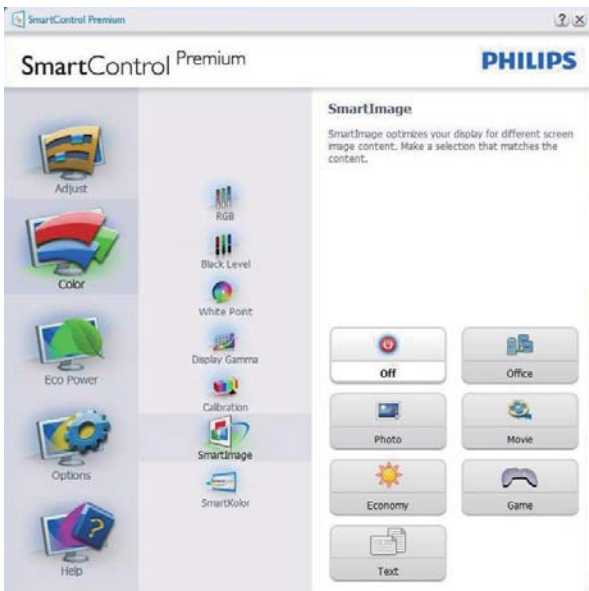 SmartControl Premium
SmartControl Premium
PHILIPS
Adjust
Color
Eco Power
Options
Help
RGB
Black Level
White Point
Display Gamma
Calibration
SmartImage
SmartKolor
SmartImage
SmartImage optimizes your display for different screen
image content. Make a selection that matches the
content.
Off
Office
Photo
Movie
Economy
Game
Text